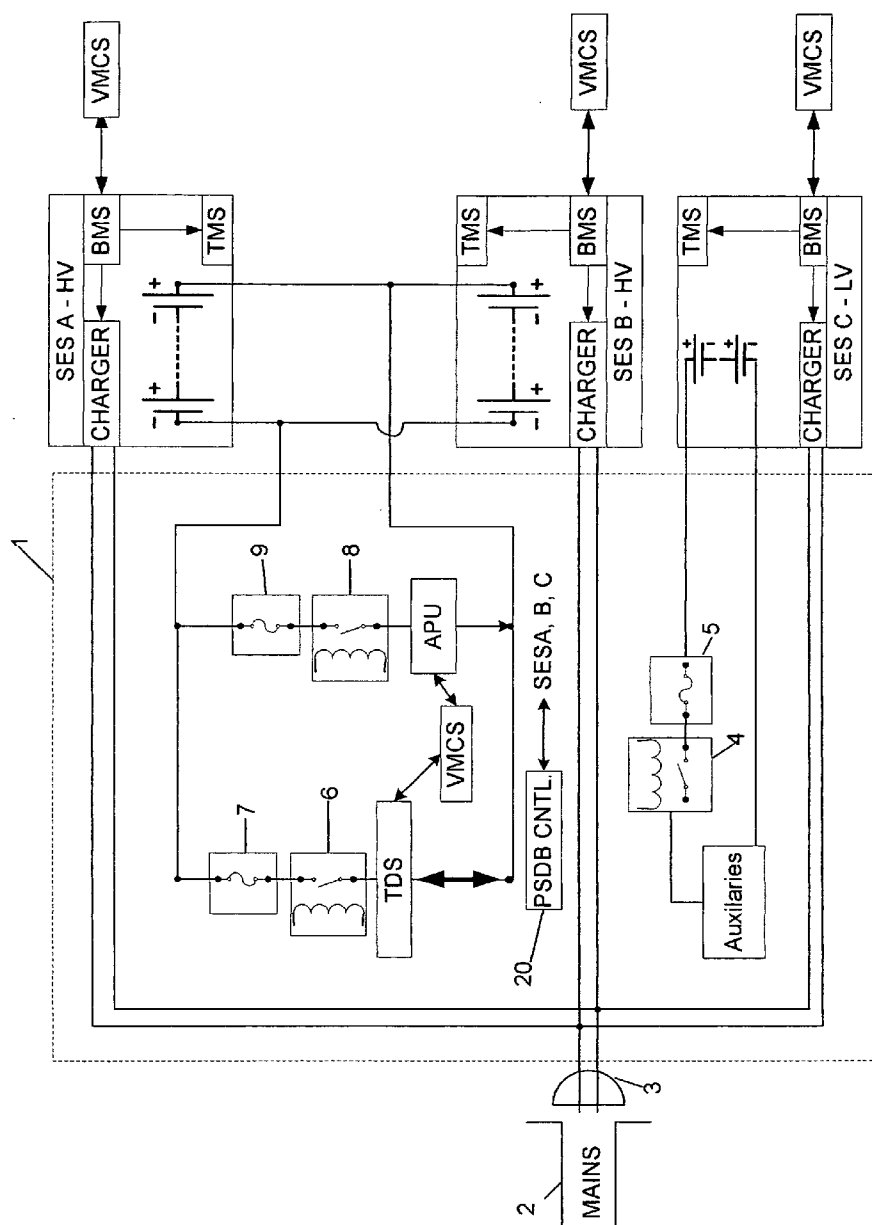 1
2
MAINS
3
7
6
TDS
VMCS
9
8
APU
20
PSDB CNTL.
SESA, B, C
4
5
Auxilaries
SES A - HV
CHARGER
BMS
TMS
VMCS
- +
- +
SES B - HV
CHARGER
BMS
TMS
VMCS
- +
- +
SES C - LV
CHARGER
BMS
TMS
VMCS
+ -
+ -